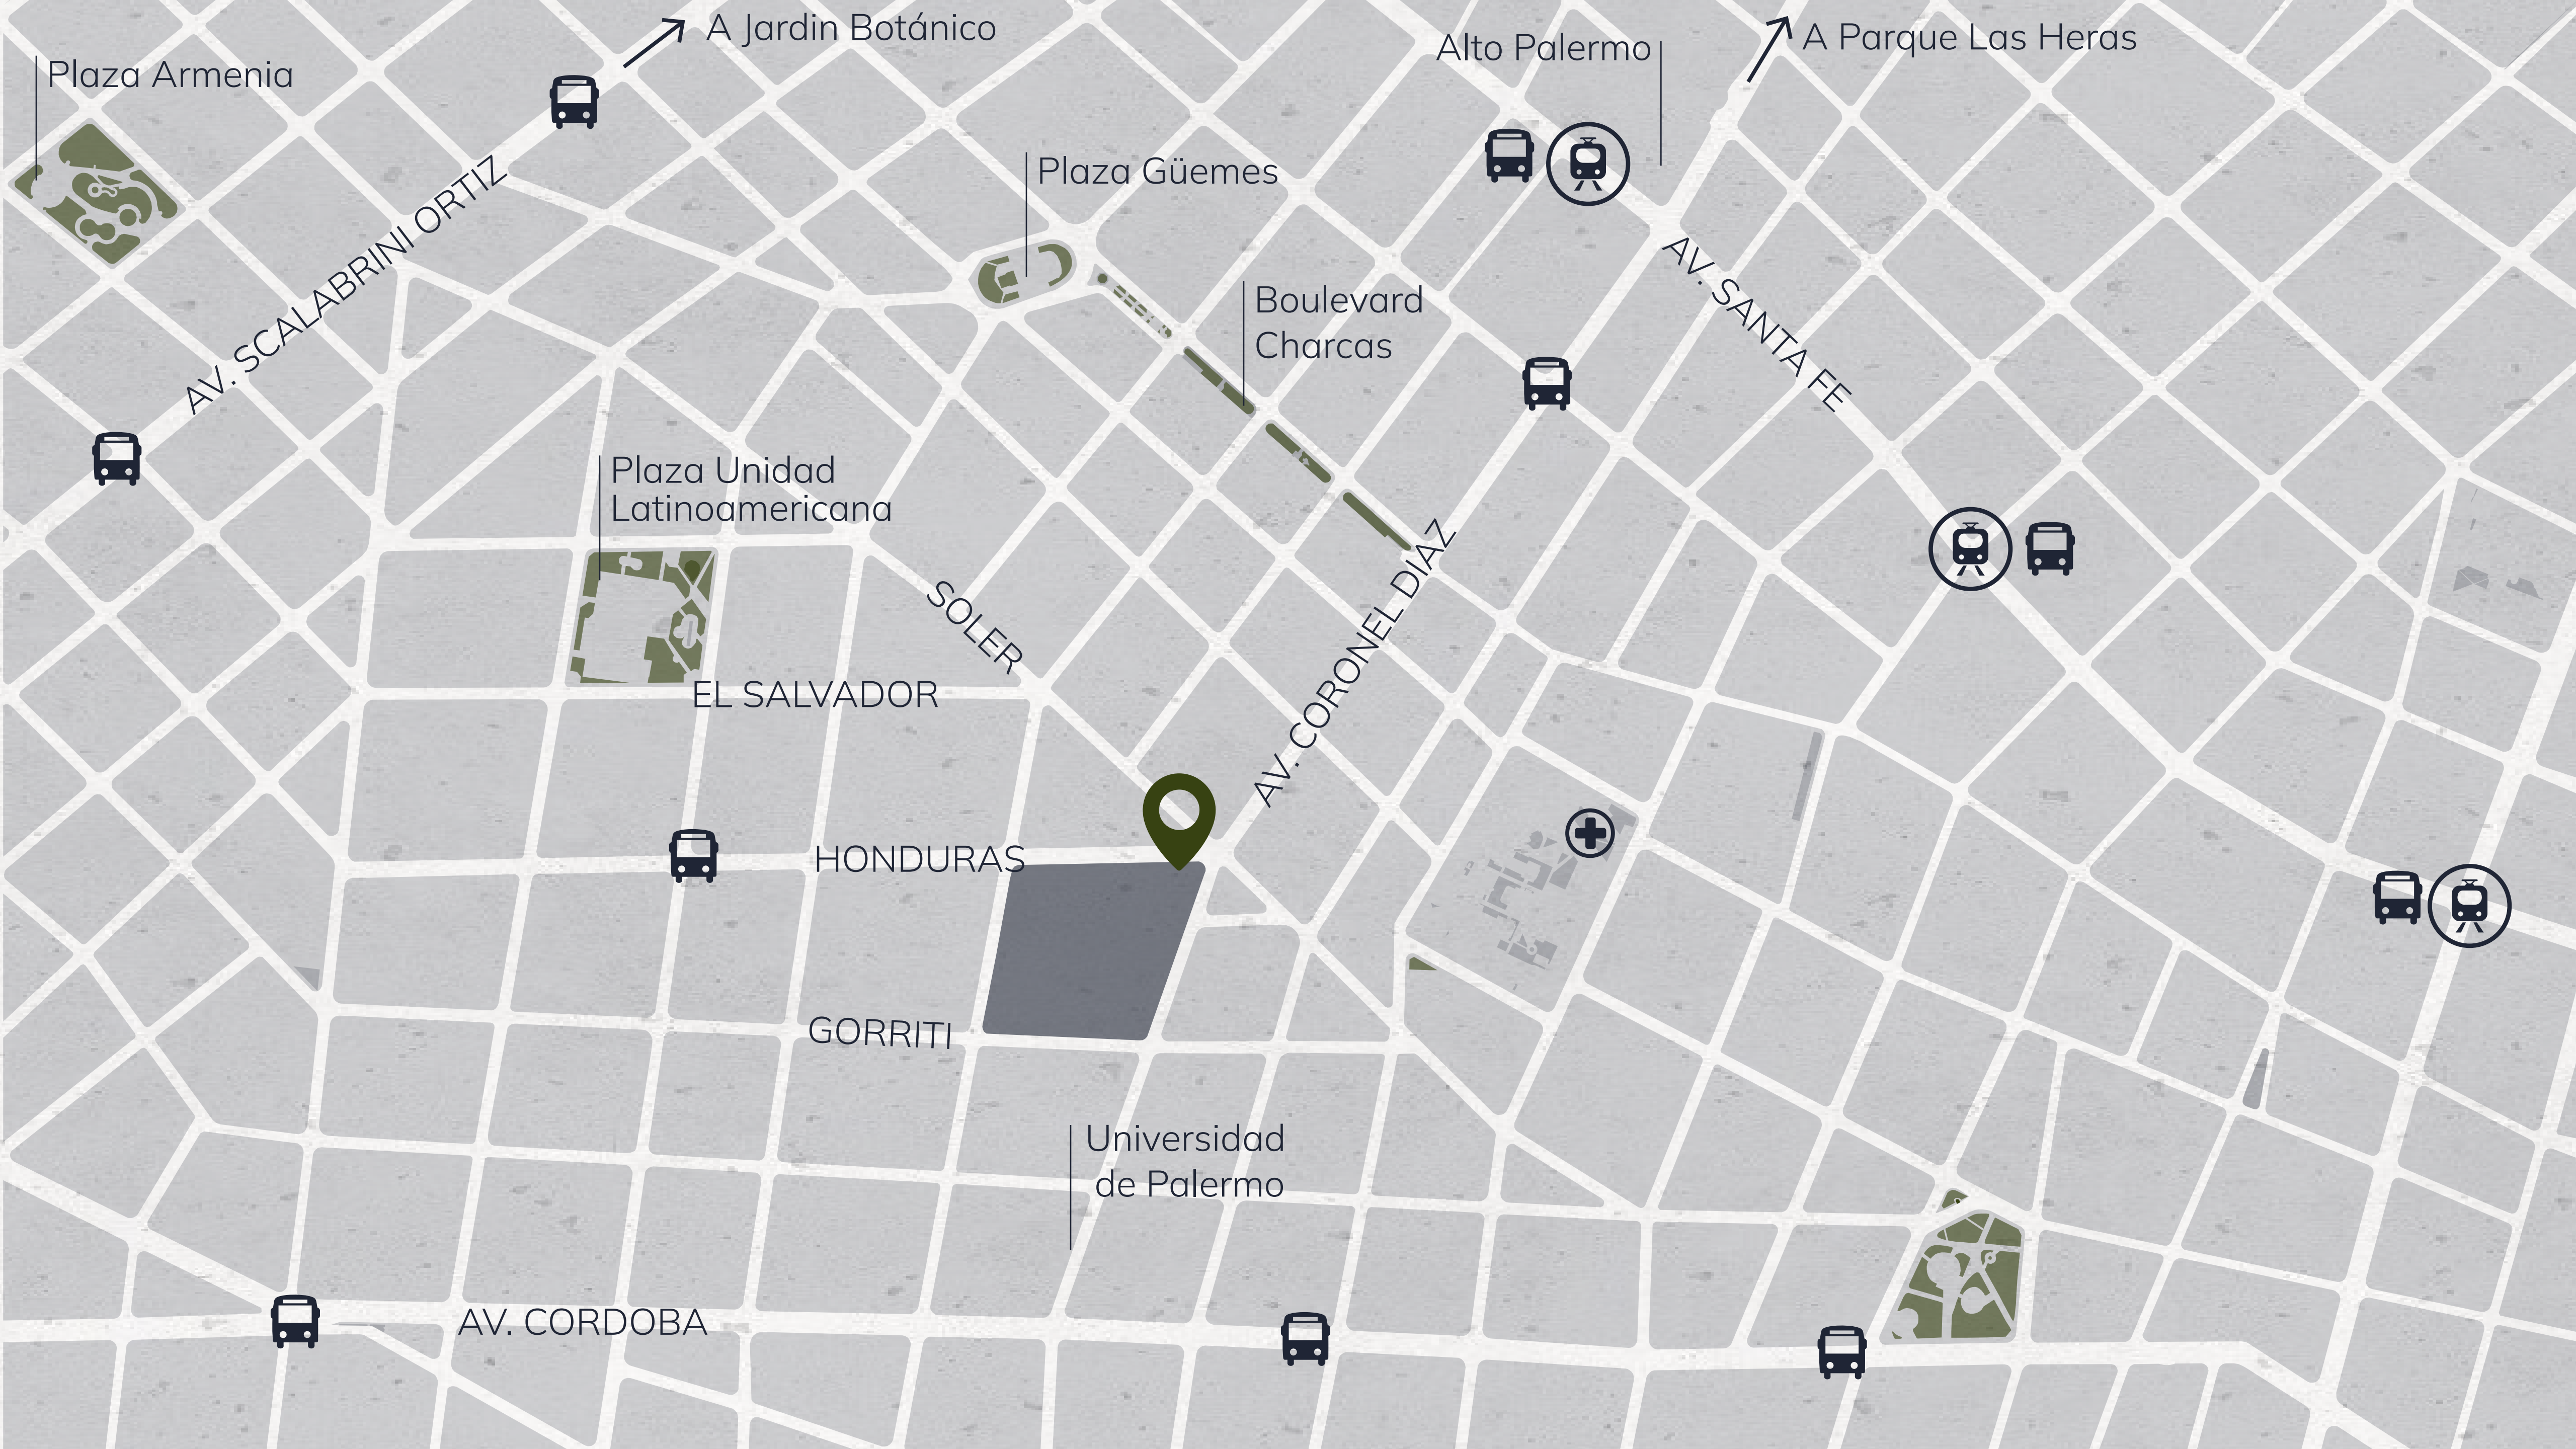 A Jardin Botánico
A Parque Las Heras
Alto Palermo
Plaza Armenia
Plaza Güemes
AV. SCALABRINI ORTIZ
Boulevard
Charcas
AV. SANTA FE
Plaza Unidad
Latinoamericana
SOLER
AV. CORONEL DIAZ
EL SALVADOR
HONDURAS
GORRITI
Universidad
de Palermo
AV. CORDOBA